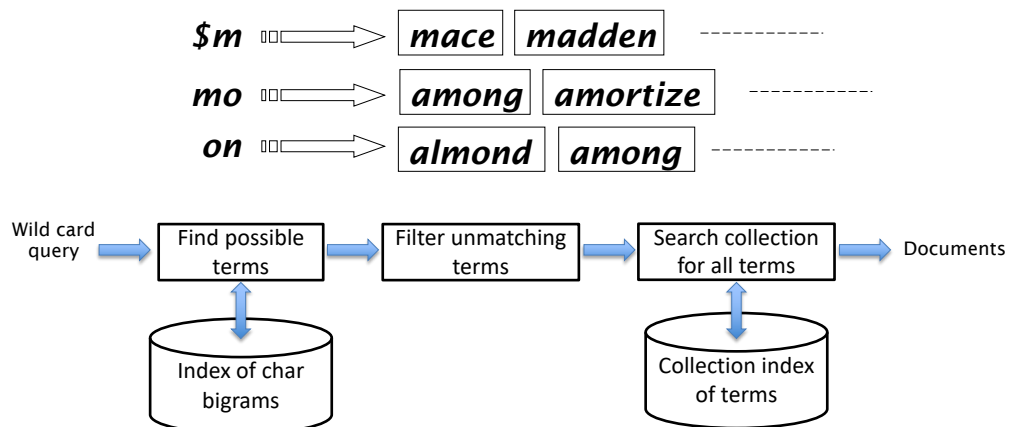 $m mace madden
mo among amortize
on almond among
Wild card
query
Find possible
terms
Filter unmatching
terms
Search collection
for all terms
Documents
Index of char
bigrams
Collection index
of terms